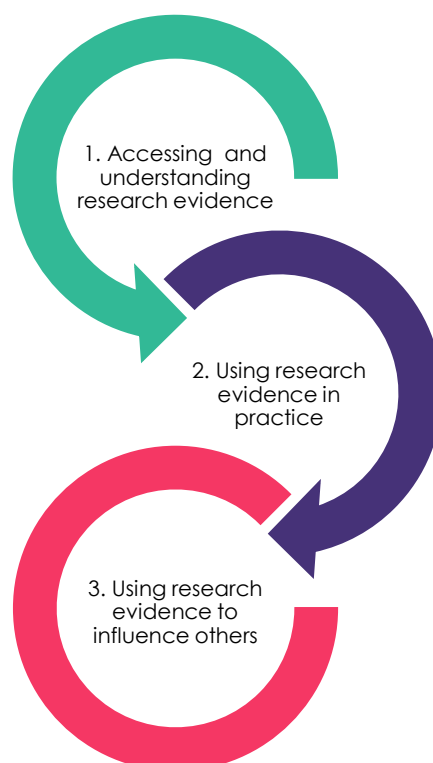 1. Accessing and
understanding
research evidence
2. Using research
evidence in
practice
3. Using research
evidence to
influence others